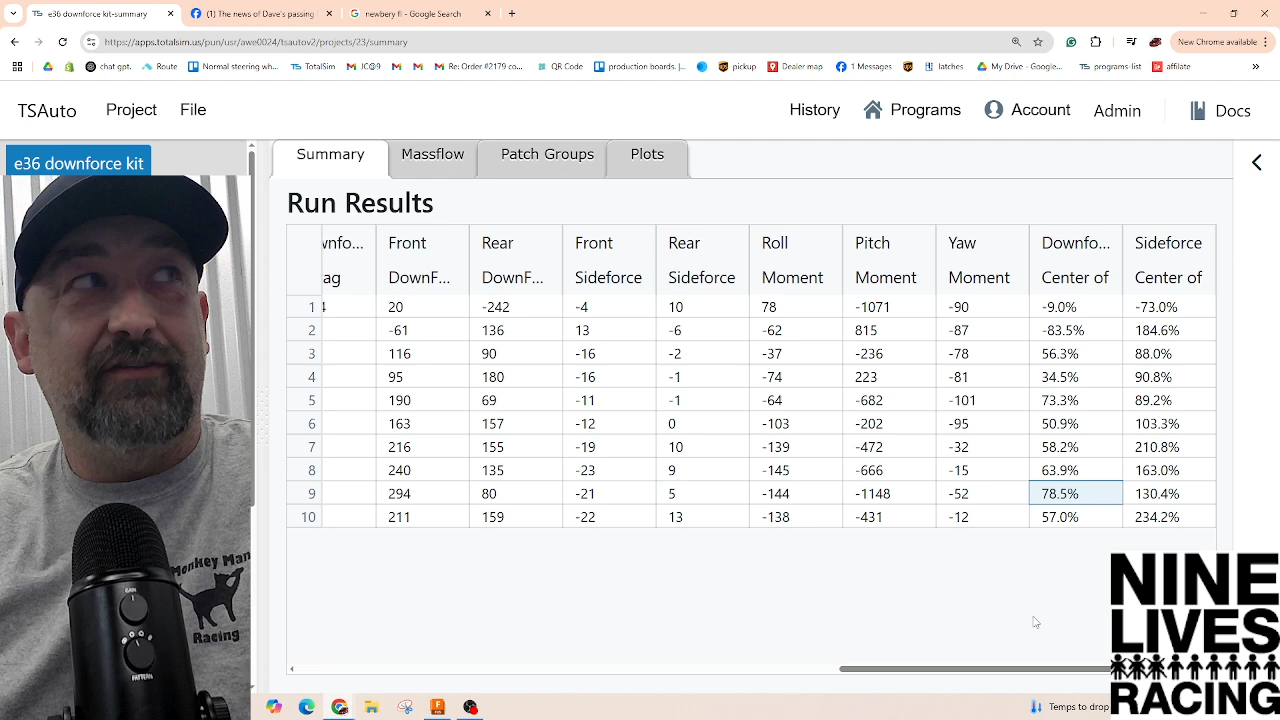 e36 downforce kit-summary
(1) The news of Dave's passing
newbery fl - Google Search
https://apps.totalsim.us/pun/usr/awe0024/tsautov2/projects/23/summary
New Chrome available
chat gpt.
Route
Normal steering wh...
TotalSim
JC@9
Re: Order #2179 co...
QR Code
production boards. |...
pickup
Dealer map
1 Messages
latches
My Drive - Google...
programs-list
affilate
TSAuto Project File History Programs Account Admin Docs
e36 downforce kit
Summary Massflow Patch Groups Plots
Run Results
wnfo... Front Rear Front Rear Roll Pitch Yaw Downfo... Sideforce
ag DownF... DownF... Sideforce Sideforce Moment Moment Moment Center of Center of
1 4 20 -242 -4 10 78 -1071 -90 -9.0% -73.0%
2 -61 136 13 -6 -62 815 -87 -83.5% 184.6%
3 116 90 -16 -2 -37 -236 -78 56.3% 88.0%
4 95 180 -16 -1 -74 223 -81 34.5% 90.8%
5 190 69 -11 -1 -64 -682 -101 73.3% 89.2%
6 163 157 -12 0 -103 -202 -95 50.9% 103.3%
7 216 155 -19 10 -139 -472 -32 58.2% 210.8%
8 240 135 -23 9 -145 -666 -15 63.9% 163.0%
9 294 80 -21 5 -144 -1148 -52 78.5% 130.4%
10 211 159 -22 13 -138 -431 -12 57.0% 234.2%
Monkey Man
Racing
GAIN
PATTERN
NINE
LIVES
RACING
Temps to drop